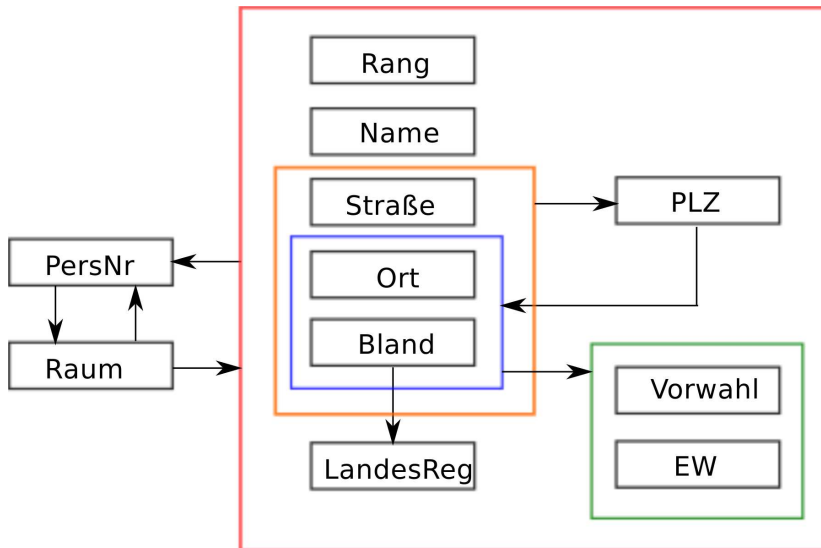 Rang
Name
Straße
PLZ
PersNr
Ort
Bland
Raum
Vorwahl
LandesReg
EW